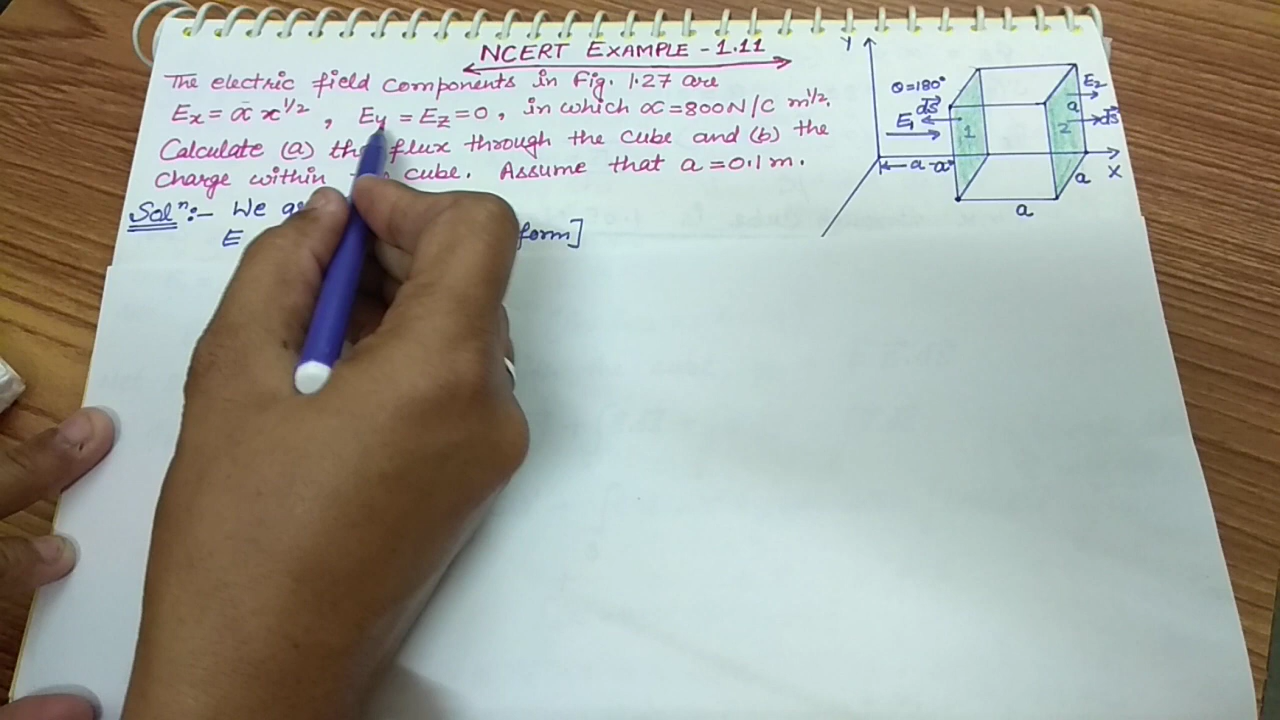 NCERT EXAMPLE - 1.11
The electric field components in Fig. 1.27 are
Ex = α x^1/2 , Ey = Ez = 0 , in which α = 800 N/C m^1/2.
Calculate (a) the flux through the cube and (b) the
Charge within cube. Assume that a = 0.1 m.
Solⁿ:- We
E form]
Y
θ=180°
dS
E1
1
2
E2
a
dS
a
X
a
a